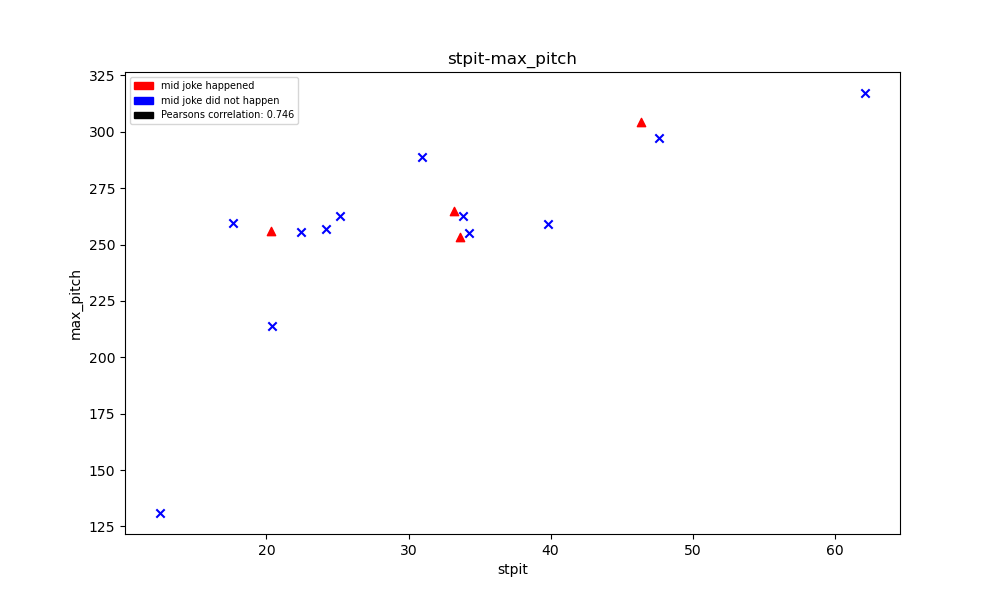 stpit-max_pitch
mid joke happened
mid joke did not happen
Pearsons correlation: 0.746
325
300
275
250
225
200
175
150
125
max_pitch
20 30 40 50 60
stpit